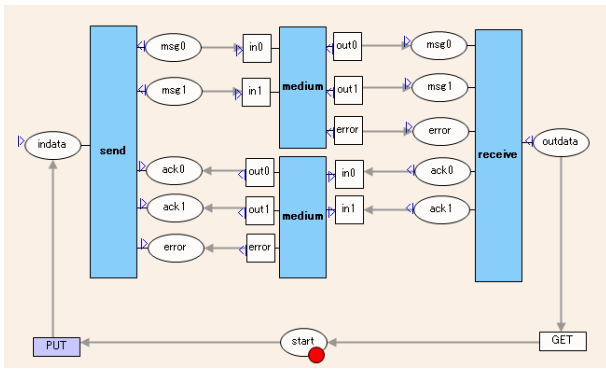 msg0 in0 out0 msg0
msg1 in1 medium out1 msg1
error error
indata send receive outdata
ack0 out0 in0 ack0
ack1 out1 medium in1 ack1
error error
PUT start GET